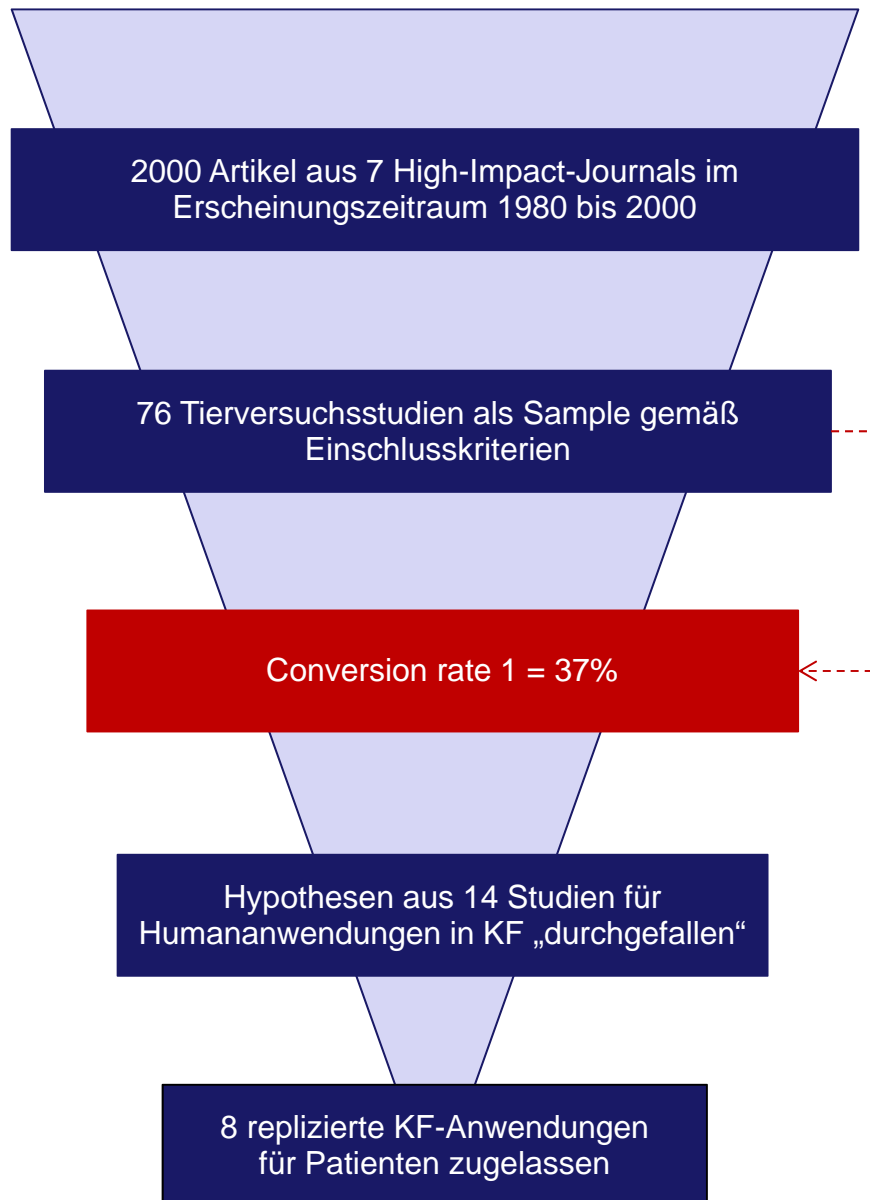 2000 Artikel aus 7 High-Impact-Journals im
Erscheinungszeitraum 1980 bis 2000
76 Tierversuchsstudien als Sample gemäß
Einschlusskriterien
Conversion rate 1 = 37%
Hypothesen aus 14 Studien für
Humananwendungen in KF „durchgefallen“
8 replizierte KF-Anwendungen
für Patienten zugelassen